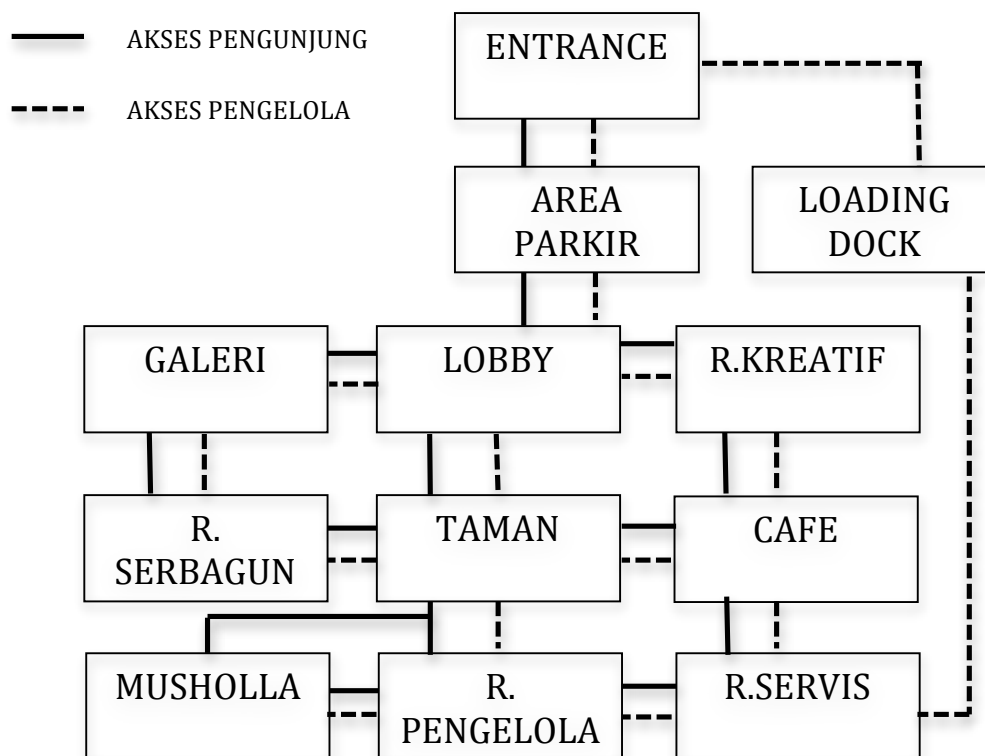 AKSES PENGUNJUNG
AKSES PENGELOLA
ENTRANCE
AREA
PARKIR
LOADING
DOCK
GALERI
LOBBY
R.KREATIF
R.
SERBAGUN
TAMAN
CAFE
MUSHOLLA
R.
PENGELOLA
R.SERVIS